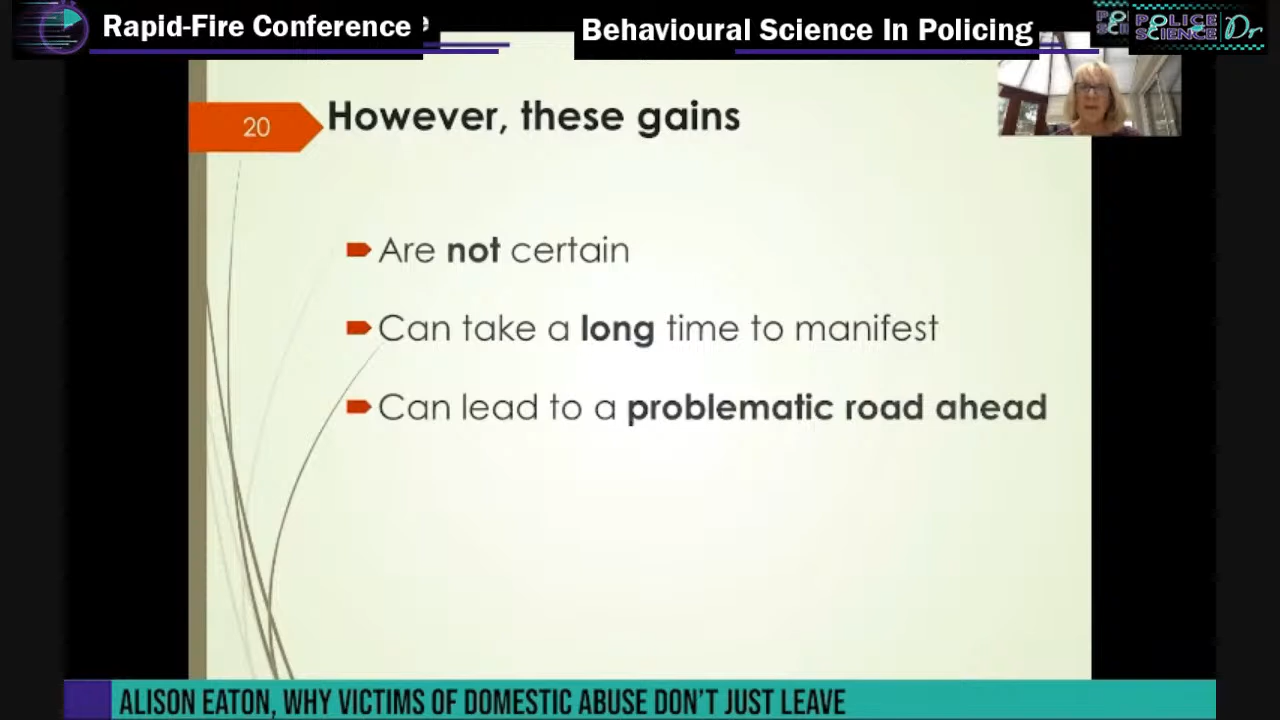 Rapid-Fire Conference
Behavioural Science In Policing
POLICE
SCIENCE
Dr
20
However, these gains
Are not certain
Can take a long time to manifest
Can lead to a problematic road ahead
ALISON EATON, WHY VICTIMS OF DOMESTIC ABUSE DON'T JUST LEAVE